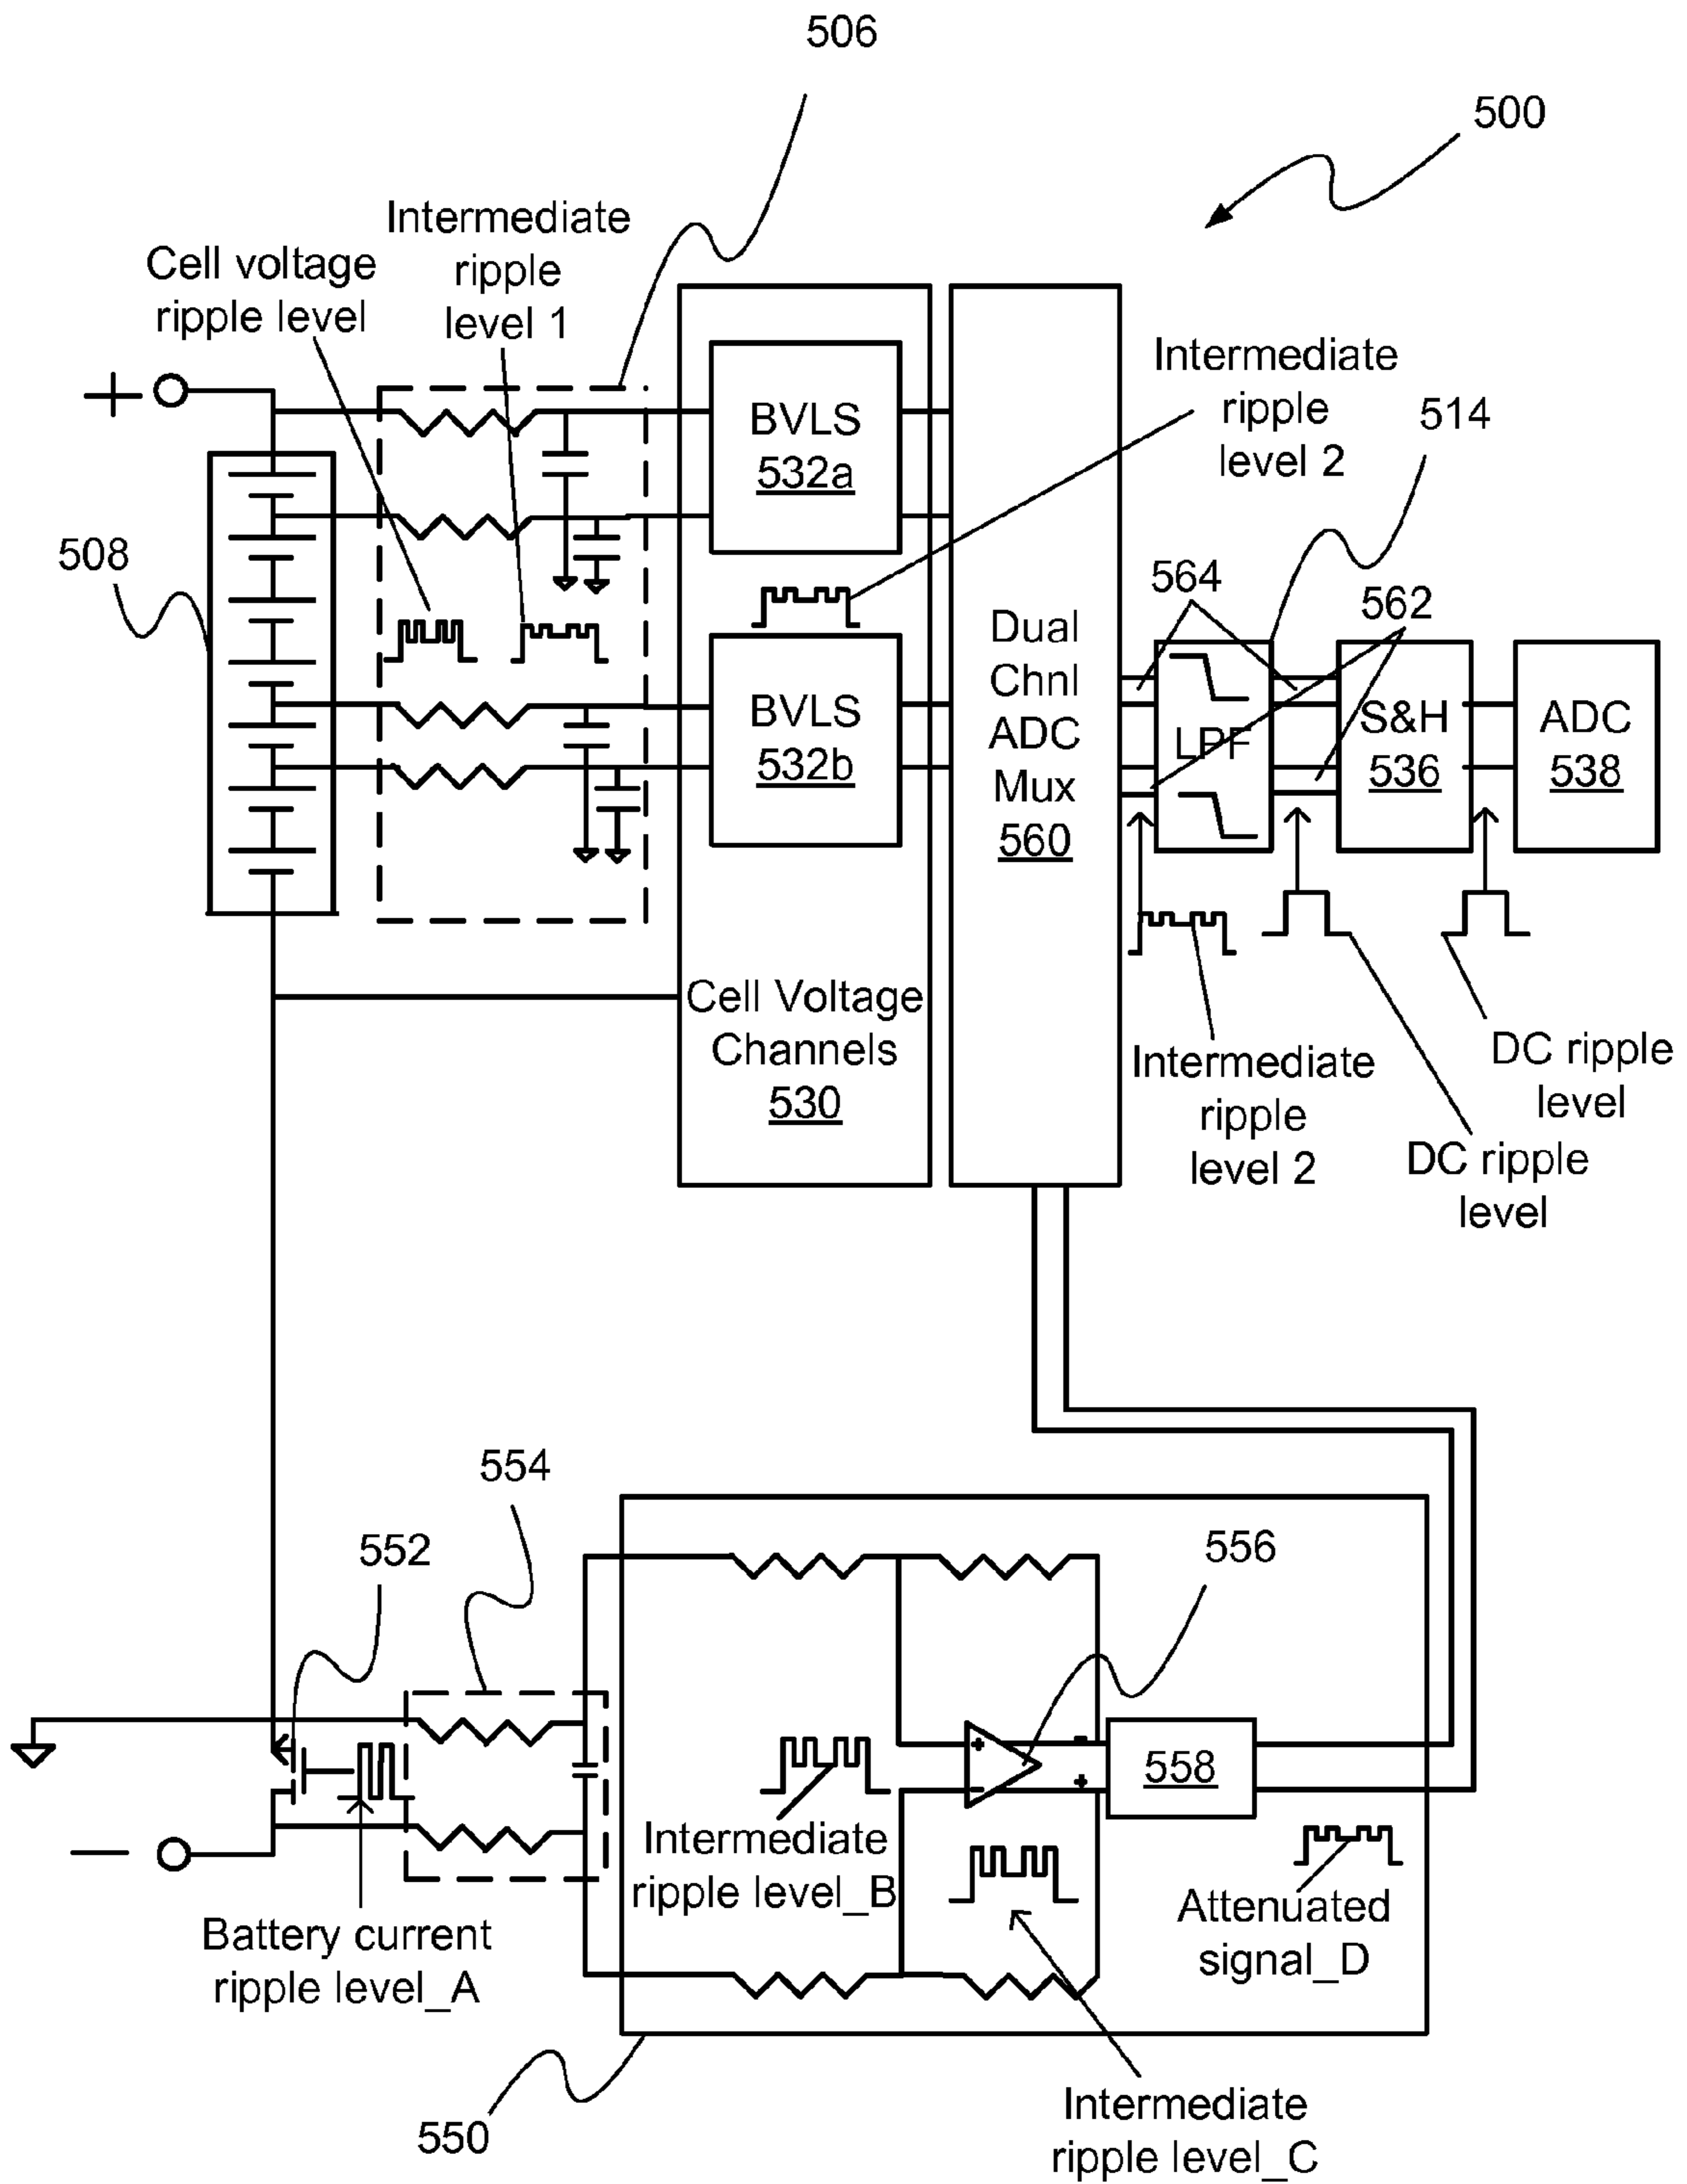 506
500
Intermediate
ripple
level 1
Cell voltage
ripple level
Intermediate
ripple
level 2
514
+
BVLS
532a
508
564
562
Dual
Chnl
ADC
Mux
560
BVLS
532b
LPF
S&H
536
ADC
538
Cell Voltage
Channels
530
Intermediate
ripple
level 2
DC ripple
level
DC ripple
level
554
552
556
+
-
-
+
558
Intermediate
ripple level_B
Attenuated
signal_D
Battery current
ripple level_A
550
Intermediate
ripple level_C